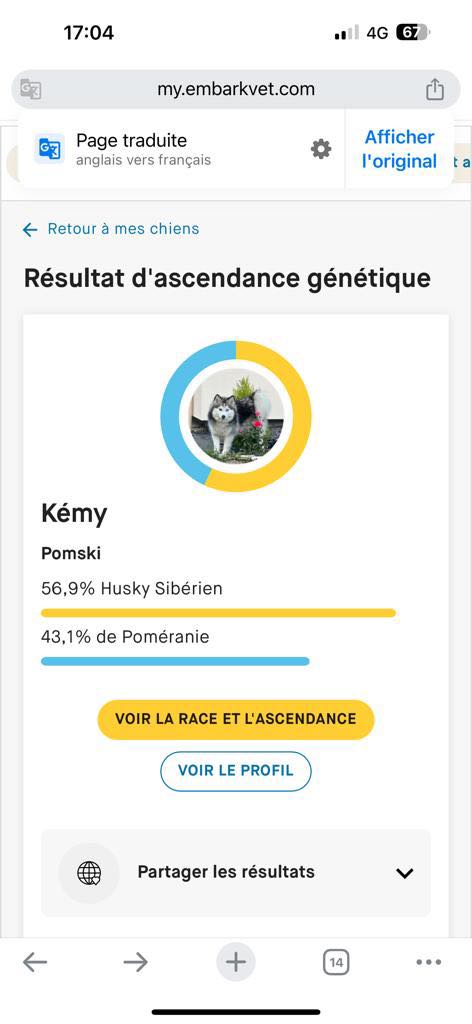 17:04
4G
67
my.embarkvet.com
Page traduite
anglais vers français
Afficher
l'original
Retour à mes chiens
Résultat d'ascendance génétique
Kémy
Pomski
56,9% Husky Sibérien
43,1% de Poméranie
VOIR LA RACE ET L'ASCENDANCE
VOIR LE PROFIL
Partager les résultats
14